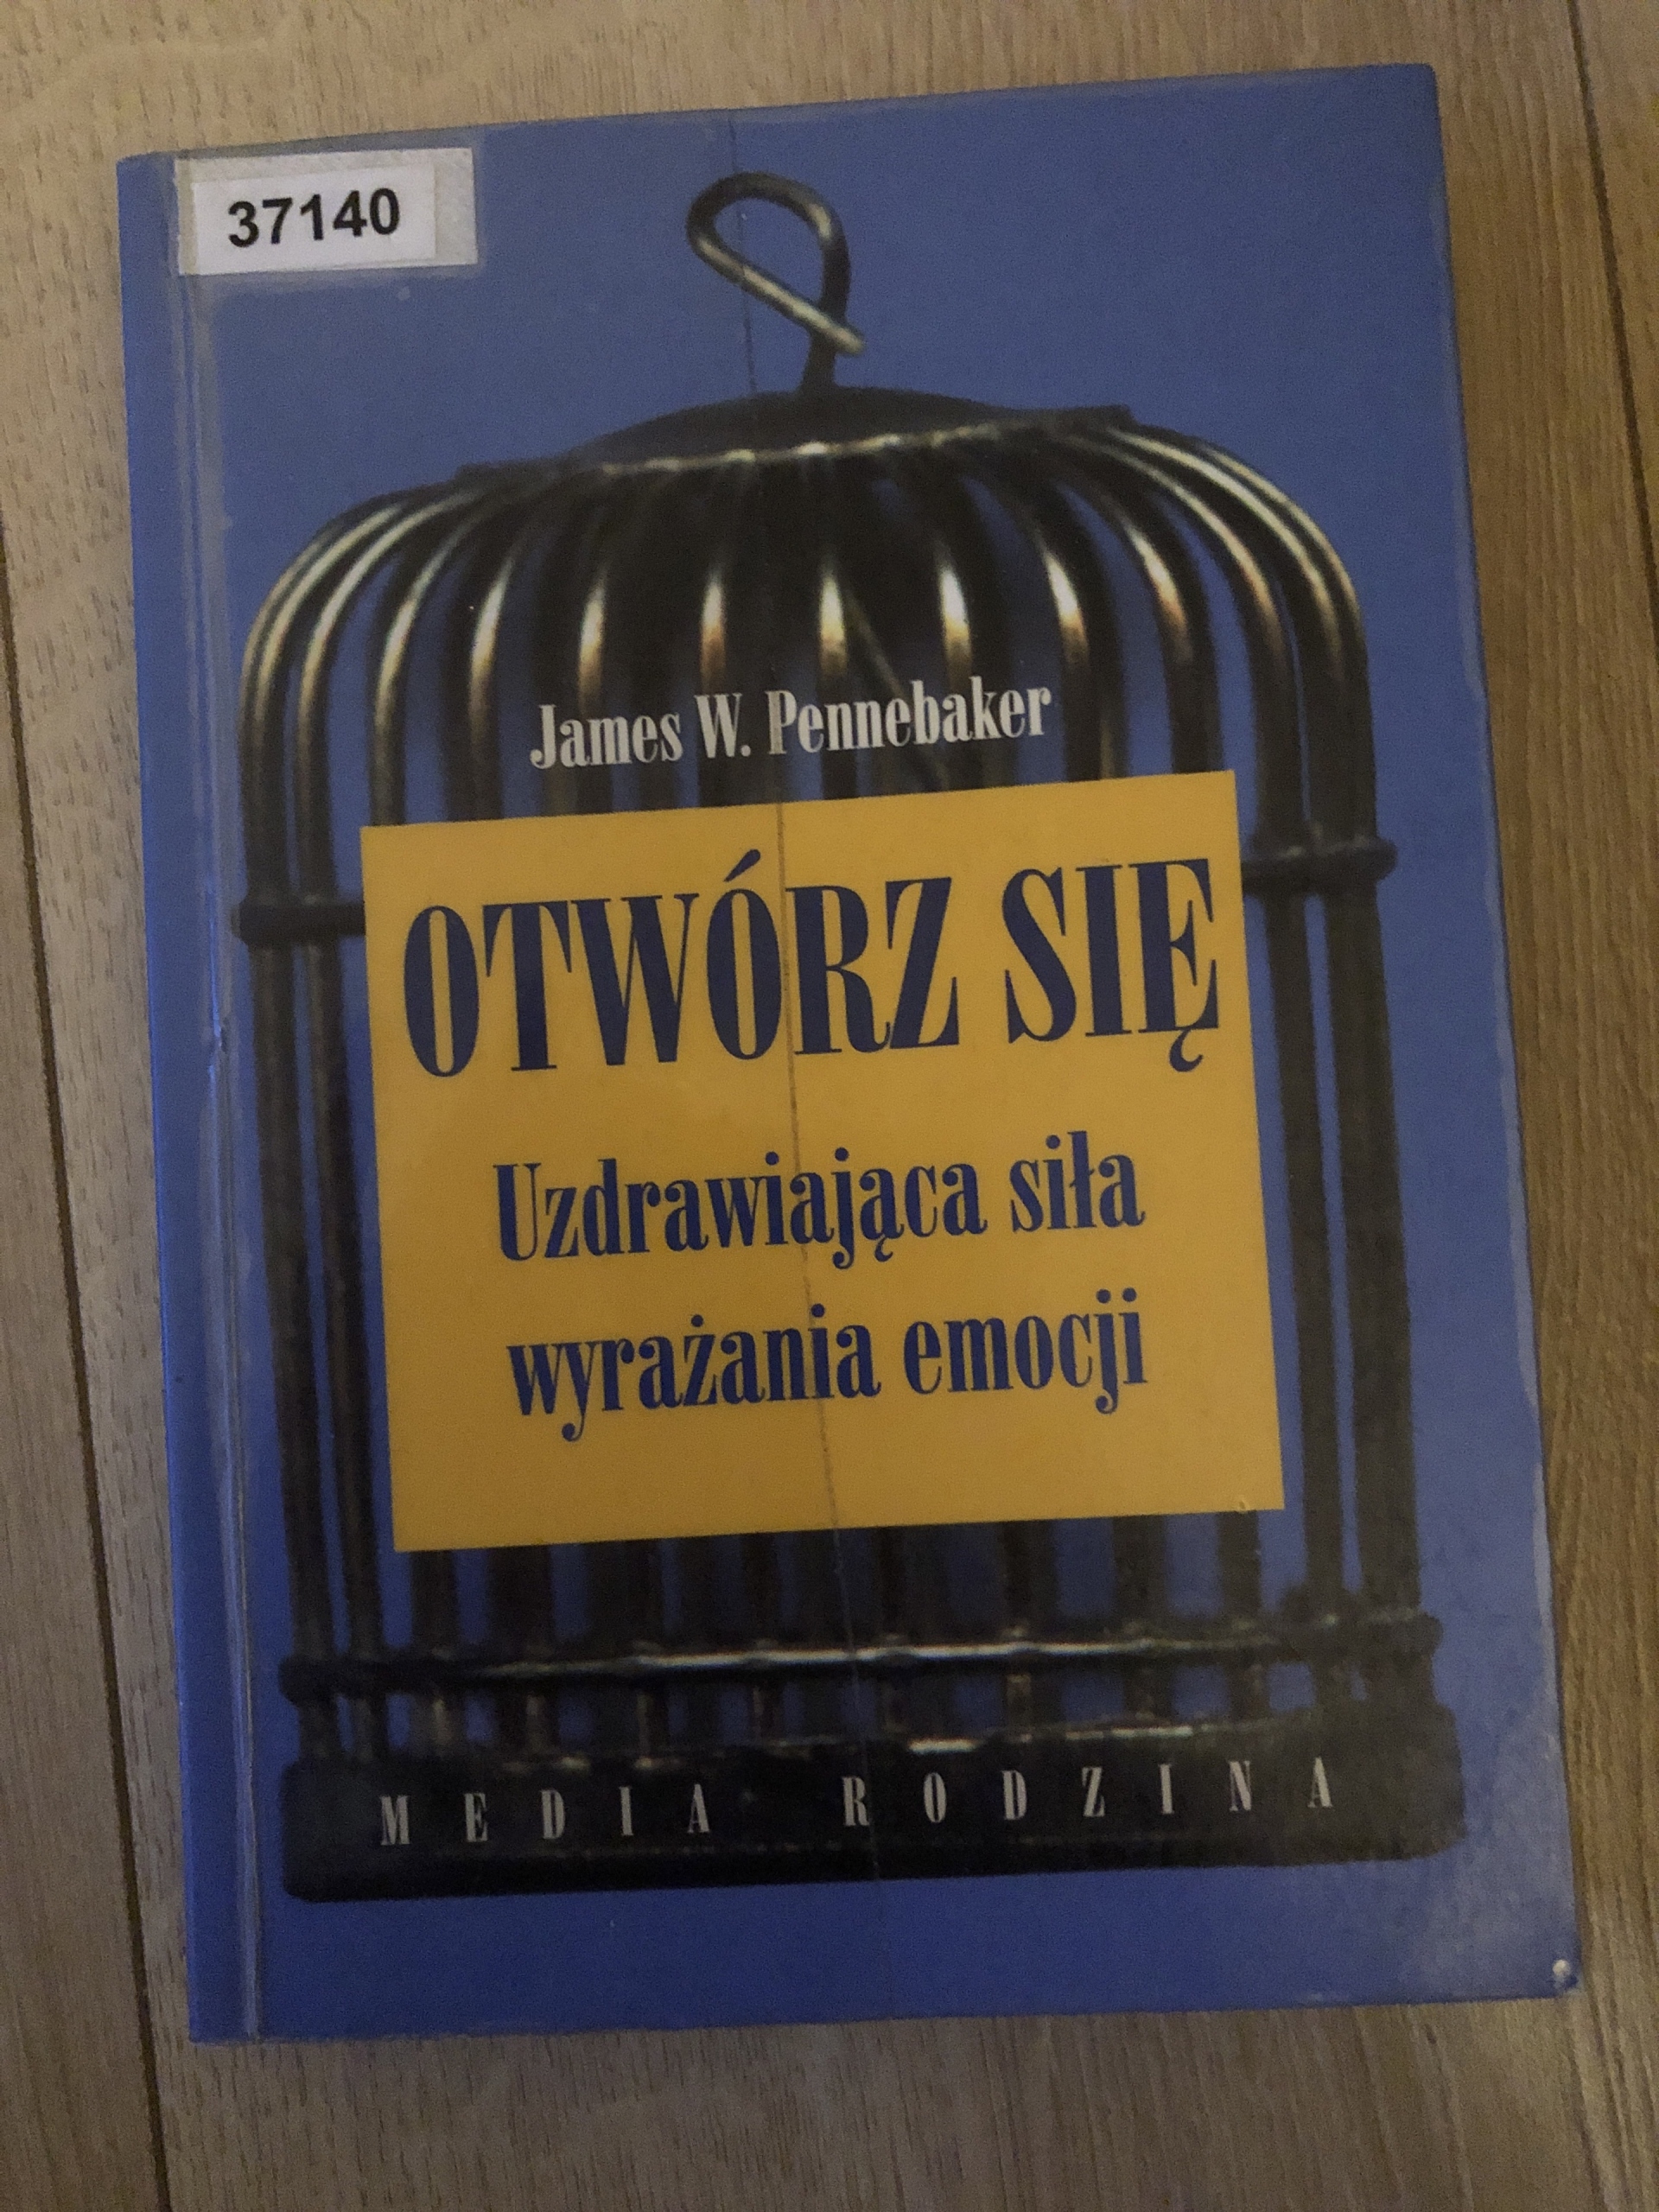 37140
James W. Pennebaker
OTWÓRZ SIĘ
Uzdrawiająca siła
wyrażania emocji
MEDIA RODZINA